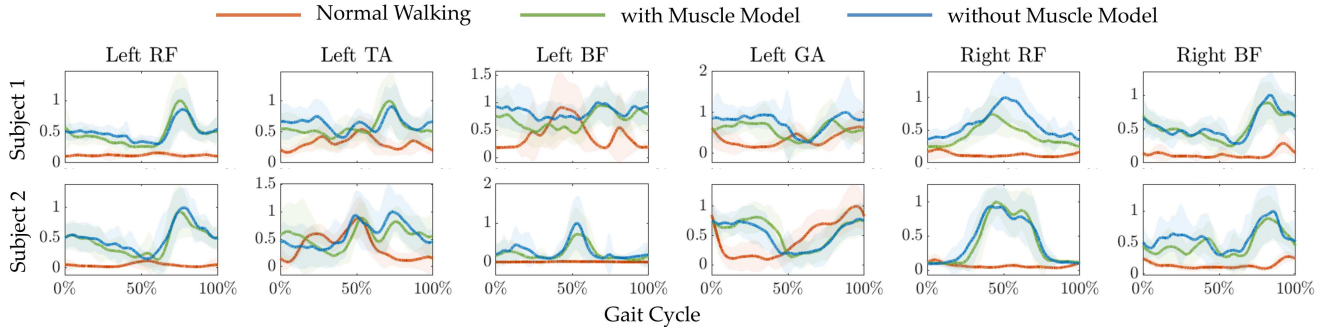 Normal Walking with Muscle Model without Muscle Model
Left RF Left TA Left BF Left GA Right RF Right BF
Subject 1
1 0.5 0
1 0.5 0
1.5 1 0.5 0
2 1 0
1 0.5 0
1 0.5 0
Subject 2
1 0.5 0
1.5 1 0.5 0
2 1 0
1 0.5 0
1 0.5 0
1 0.5 0
0% 50% 100% 0% 50% 100% 0% 50% 100% 0% 50% 100% 0% 50% 100% 0% 50% 100%
Gait Cycle